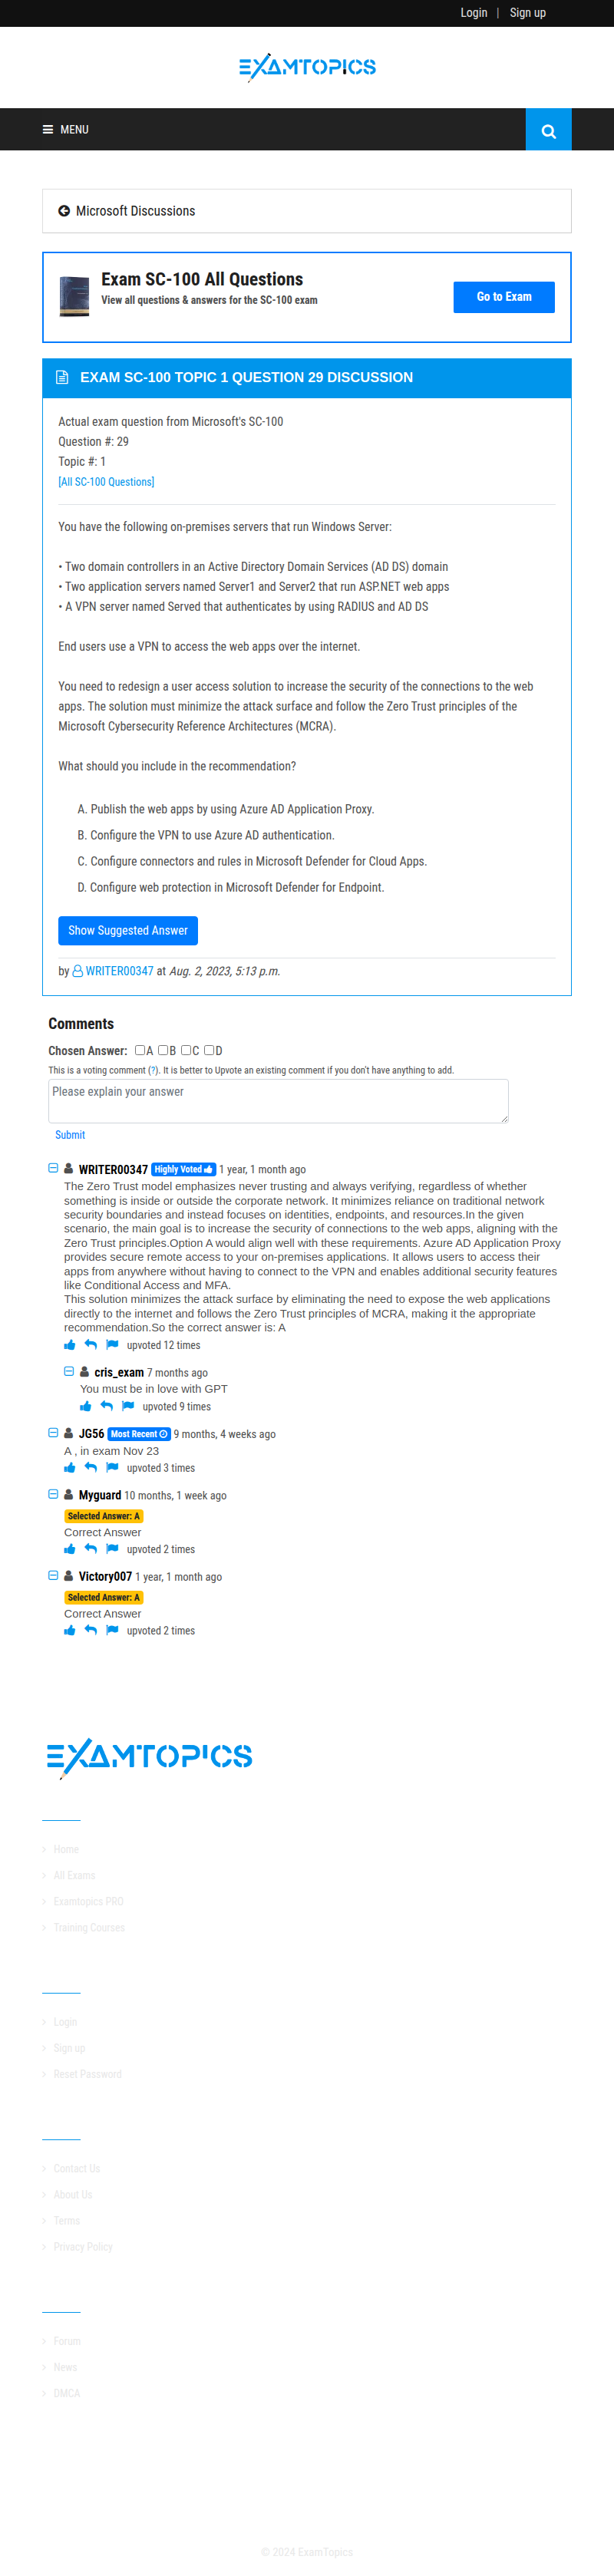 Login | Sign up
EXAMTOPICS
MENU
Microsoft Discussions
Exam SC-100 All Questions
View all questions & answers for the SC-100 exam
Go to Exam
EXAM SC-100 TOPIC 1 QUESTION 29 DISCUSSION
Actual exam question from Microsoft's SC-100
Question #: 29
Topic #: 1
[All SC-100 Questions]
You have the following on-premises servers that run Windows Server:
• Two domain controllers in an Active Directory Domain Services (AD DS) domain
• Two application servers named Server1 and Server2 that run ASP.NET web apps
• A VPN server named Served that authenticates by using RADIUS and AD DS
End users use a VPN to access the web apps over the internet.
You need to redesign a user access solution to increase the security of the connections to the web
apps. The solution must minimize the attack surface and follow the Zero Trust principles of the
Microsoft Cybersecurity Reference Architectures (MCRA).
What should you include in the recommendation?
A. Publish the web apps by using Azure AD Application Proxy.
B. Configure the VPN to use Azure AD authentication.
C. Configure connectors and rules in Microsoft Defender for Cloud Apps.
D. Configure web protection in Microsoft Defender for Endpoint.
Show Suggested Answer
by WRITER00347 at Aug. 2, 2023, 5:13 p.m.
Comments
Chosen Answer: A B C D
This is a voting comment (?). It is better to Upvote an existing comment if you don't have anything to add.
Please explain your answer
Submit
WRITER00347 Highly Voted 1 year, 1 month ago
The Zero Trust model emphasizes never trusting and always verifying, regardless of whether
something is inside or outside the corporate network. It minimizes reliance on traditional network
security boundaries and instead focuses on identities, endpoints, and resources.In the given
scenario, the main goal is to increase the security of connections to the web apps, aligning with the
Zero Trust principles.Option A would align well with these requirements. Azure AD Application Proxy
provides secure remote access to your on-premises applications. It allows users to access their
apps from anywhere without having to connect to the VPN and enables additional security features
like Conditional Access and MFA.
This solution minimizes the attack surface by eliminating the need to expose the web applications
directly to the internet and follows the Zero Trust principles of MCRA, making it the appropriate
recommendation.So the correct answer is: A
upvoted 12 times
cris_exam 7 months ago
You must be in love with GPT
upvoted 9 times
JG56 Most Recent 9 months, 4 weeks ago
A , in exam Nov 23
upvoted 3 times
Myguard 10 months, 1 week ago
Selected Answer: A
Correct Answer
upvoted 2 times
Victory007 1 year, 1 month ago
Selected Answer: A
Correct Answer
upvoted 2 times
EXAMTOPICS
Home
All Exams
Examtopics PRO
Training Courses
Login
Sign up
Reset Password
Contact Us
About Us
Terms
Privacy Policy
Forum
News
DMCA
© 2024 ExamTopics